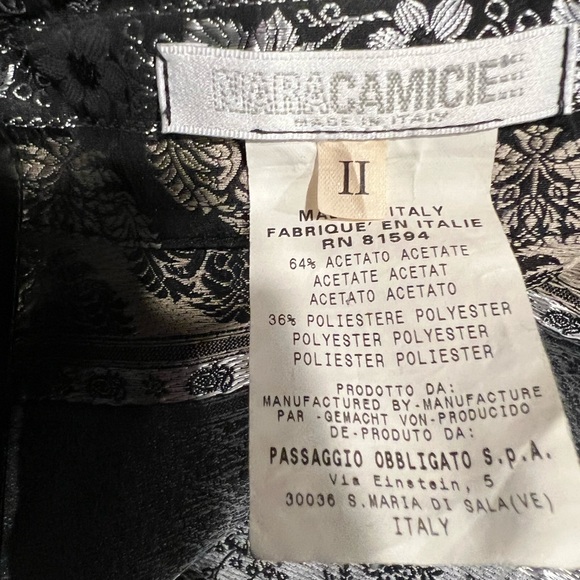 MARACAMICIE
MADE IN ITALY
II
ITALY
FABRIQUE' EN ITALIE
RN 81594
64% ACETATO ACETATE
ACETATE ACETAT
ACETATO ACETATO
36% POLIESTERE POLYESTER
POLYESTER POLYESTER
POLIESTER POLIESTER
PRODOTTO DA:
MANUFACTURED BY-MANUFACTURE
PAR -GEMACHT VON-PRODUCIDO
DE-PRODUTO DA:
PASSAGGIO OBBLIGATO S.p.A.
Via Einstein, 5
30036 S.MARIA DI SALA(VE)
ITALY